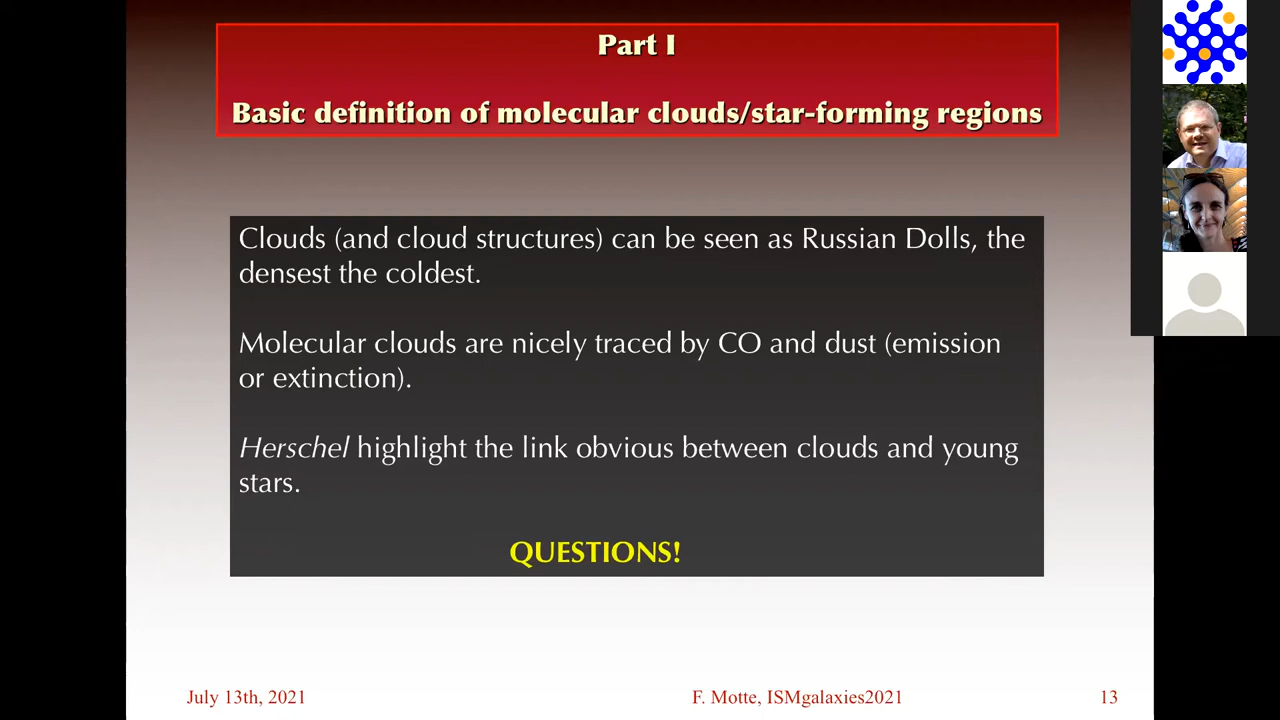 Part I
Basic definition of molecular clouds/star-forming regions
Clouds (and cloud structures) can be seen as Russian Dolls, the
densest the coldest.
Molecular clouds are nicely traced by CO and dust (emission
or extinction).
Herschel highlight the link obvious between clouds and young
stars.
QUESTIONS!
July 13th, 2021
F. Motte, ISMgalaxies2021
13